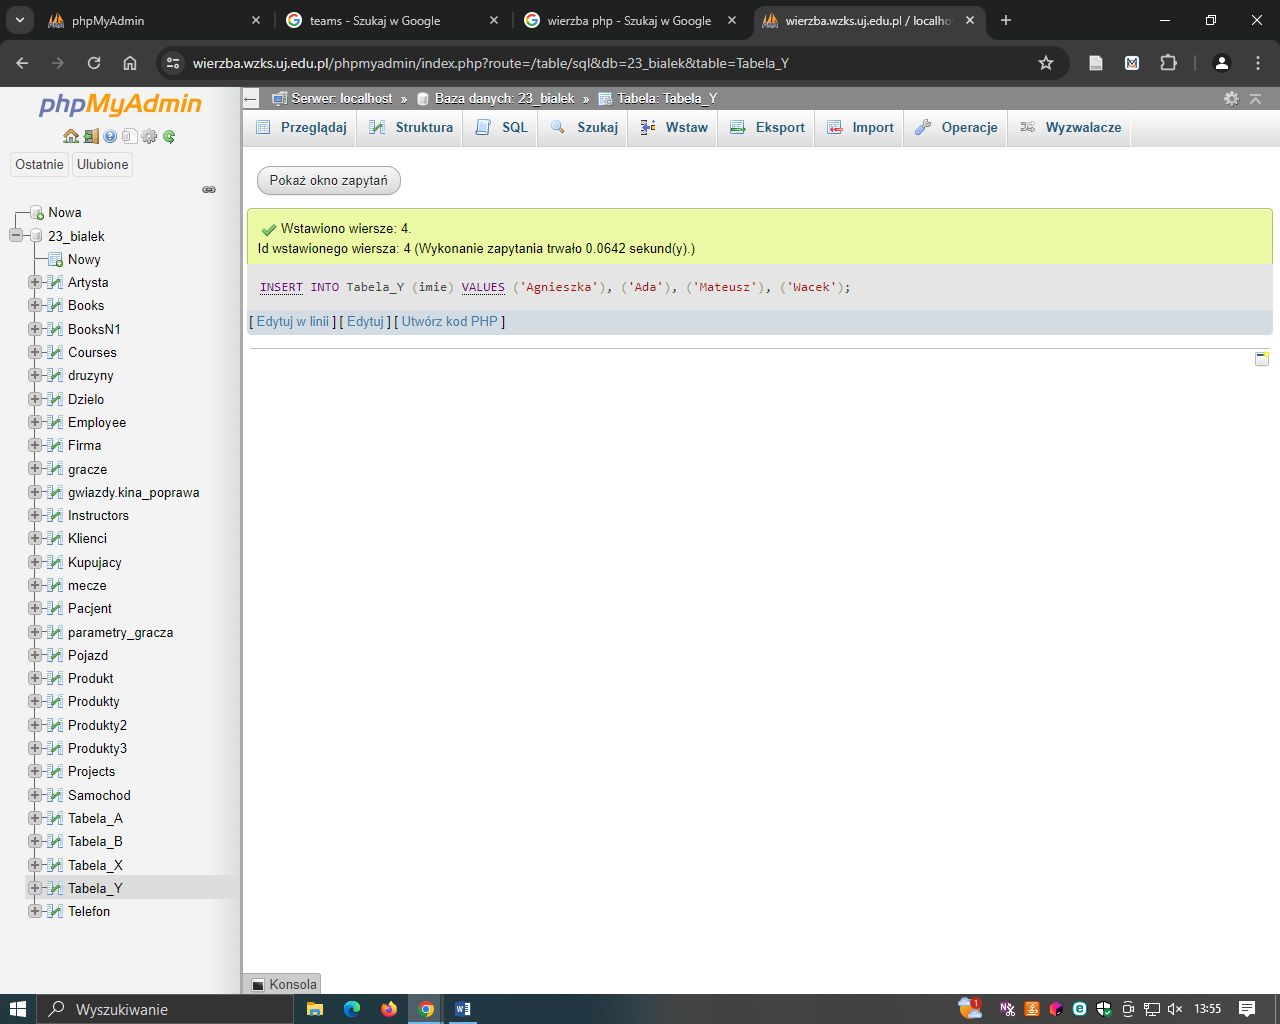 phpMyAdmin
teams - Szukaj w Google
wierzba php - Szukaj w Google
wierzba.wzks.uj.edu.pl / localhos
wierzba.wzks.uj.edu.pl/phpmyadmin/index.php?route=/table/sql&db=23_bialek&table=Tabela_Y
phpMyAdmin
Ostatnie
Ulubione
Nowa
23_bialek
Nowy
Artysta
Books
BooksN1
Courses
druzyny
Dzielo
Employee
Firma
gracze
gwiazdy.kina_poprawa
Instructors
Klienci
Kupujacy
mecze
Pacjent
parametry_gracza
Pojazd
Produkt
Produkty
Produkty2
Produkty3
Projects
Samochod
Tabela_A
Tabela_B
Tabela_X
Tabela_Y
Telefon
Serwer: localhost » Baza danych: 23_bialek » Tabela: Tabela_Y
Przeglądaj Struktura SQL Szukaj Wstaw Eksport Import Operacje Wyzwalacze
Pokaż okno zapytań
Wstawiono wiersze: 4.
Id wstawionego wiersza: 4 (Wykonanie zapytania trwało 0.0642 sekund(y).)
INSERT INTO Tabela_Y (imie) VALUES ('Agnieszka'), ('Ada'), ('Mateusz'), ('Wacek');
[ Edytuj w linii ] [ Edytuj ] [ Utwórz kod PHP ]
Konsola
Wyszukiwanie
1
13:55